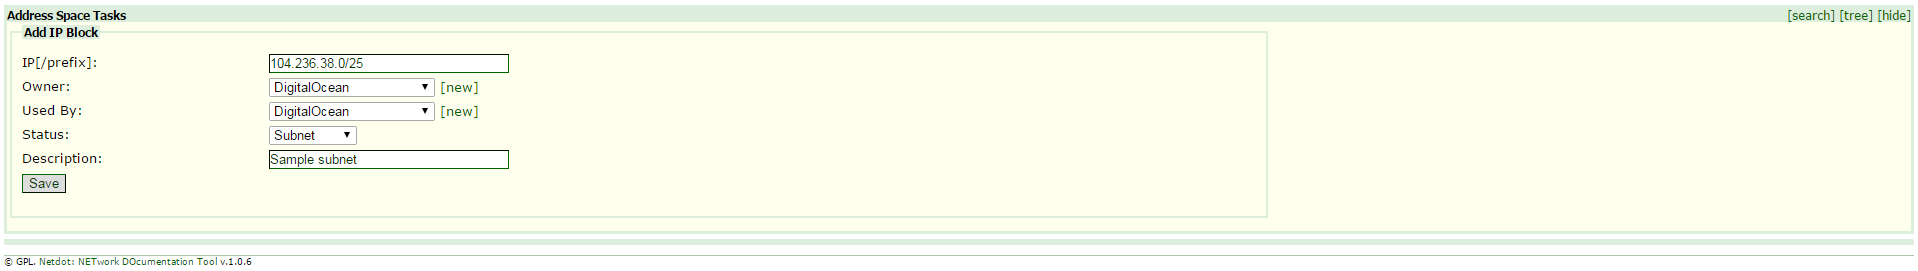 Address Space Tasks [search] [tree] [hide]
Add IP Block
IP[/prefix]: 104.236.38.0/25
Owner: DigitalOcean [new]
Used By: DigitalOcean [new]
Status: Subnet
Description: Sample subnet
Save
© GPL. Netdot: NETwork DOcumentation Tool v.1.0.6